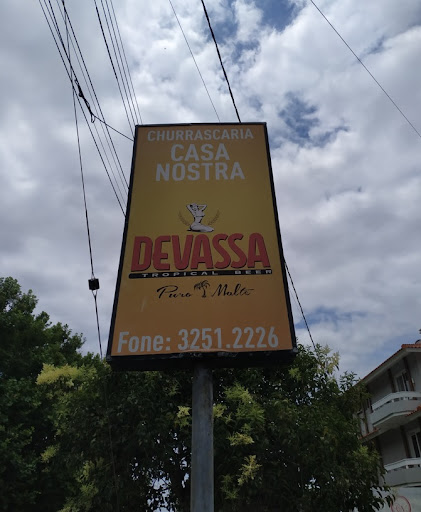 CHURRASCARIA
CASA
NOSTRA
DEVASSA
TROPICAL BEER
Puro Malte
Fone: 3251.2226